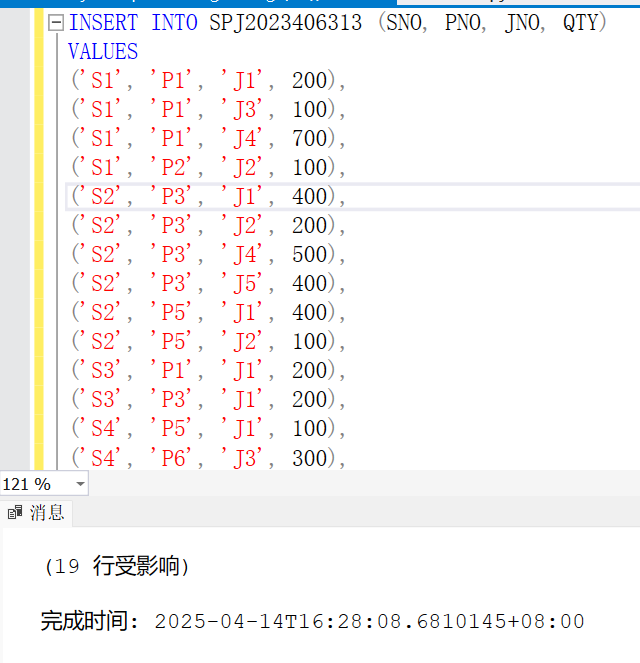 INSERT INTO SPJ2023406313 (SNO, PNO, JNO, QTY)
VALUES
('S1', 'P1', 'J1', 200),
('S1', 'P1', 'J3', 100),
('S1', 'P1', 'J4', 700),
('S1', 'P2', 'J2', 100),
('S2', 'P3', 'J1', 400),
('S2', 'P3', 'J2', 200),
('S2', 'P3', 'J4', 500),
('S2', 'P3', 'J5', 400),
('S2', 'P5', 'J1', 400),
('S2', 'P5', 'J2', 100),
('S3', 'P1', 'J1', 200),
('S3', 'P3', 'J1', 200),
('S4', 'P5', 'J1', 100),
('S4', 'P6', 'J3', 300),
121 %
消息
(19 行受影响)
完成时间: 2025-04-14T16:28:08.6810145+08:00